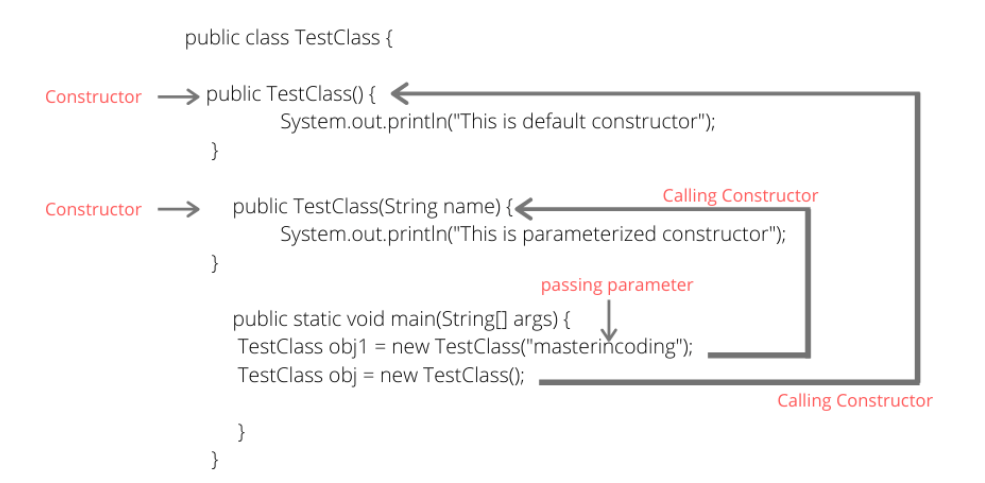 public class TestClass {
Constructor public TestClass() {
System.out.println("This is default constructor");
}
Calling Constructor
Constructor public TestClass(String name) {
System.out.println("This is parameterized constructor");
}
passing parameter
public static void main(String[] args) {
TestClass obj1 = new TestClass("masterincoding");
TestClass obj = new TestClass();
Calling Constructor
}
}